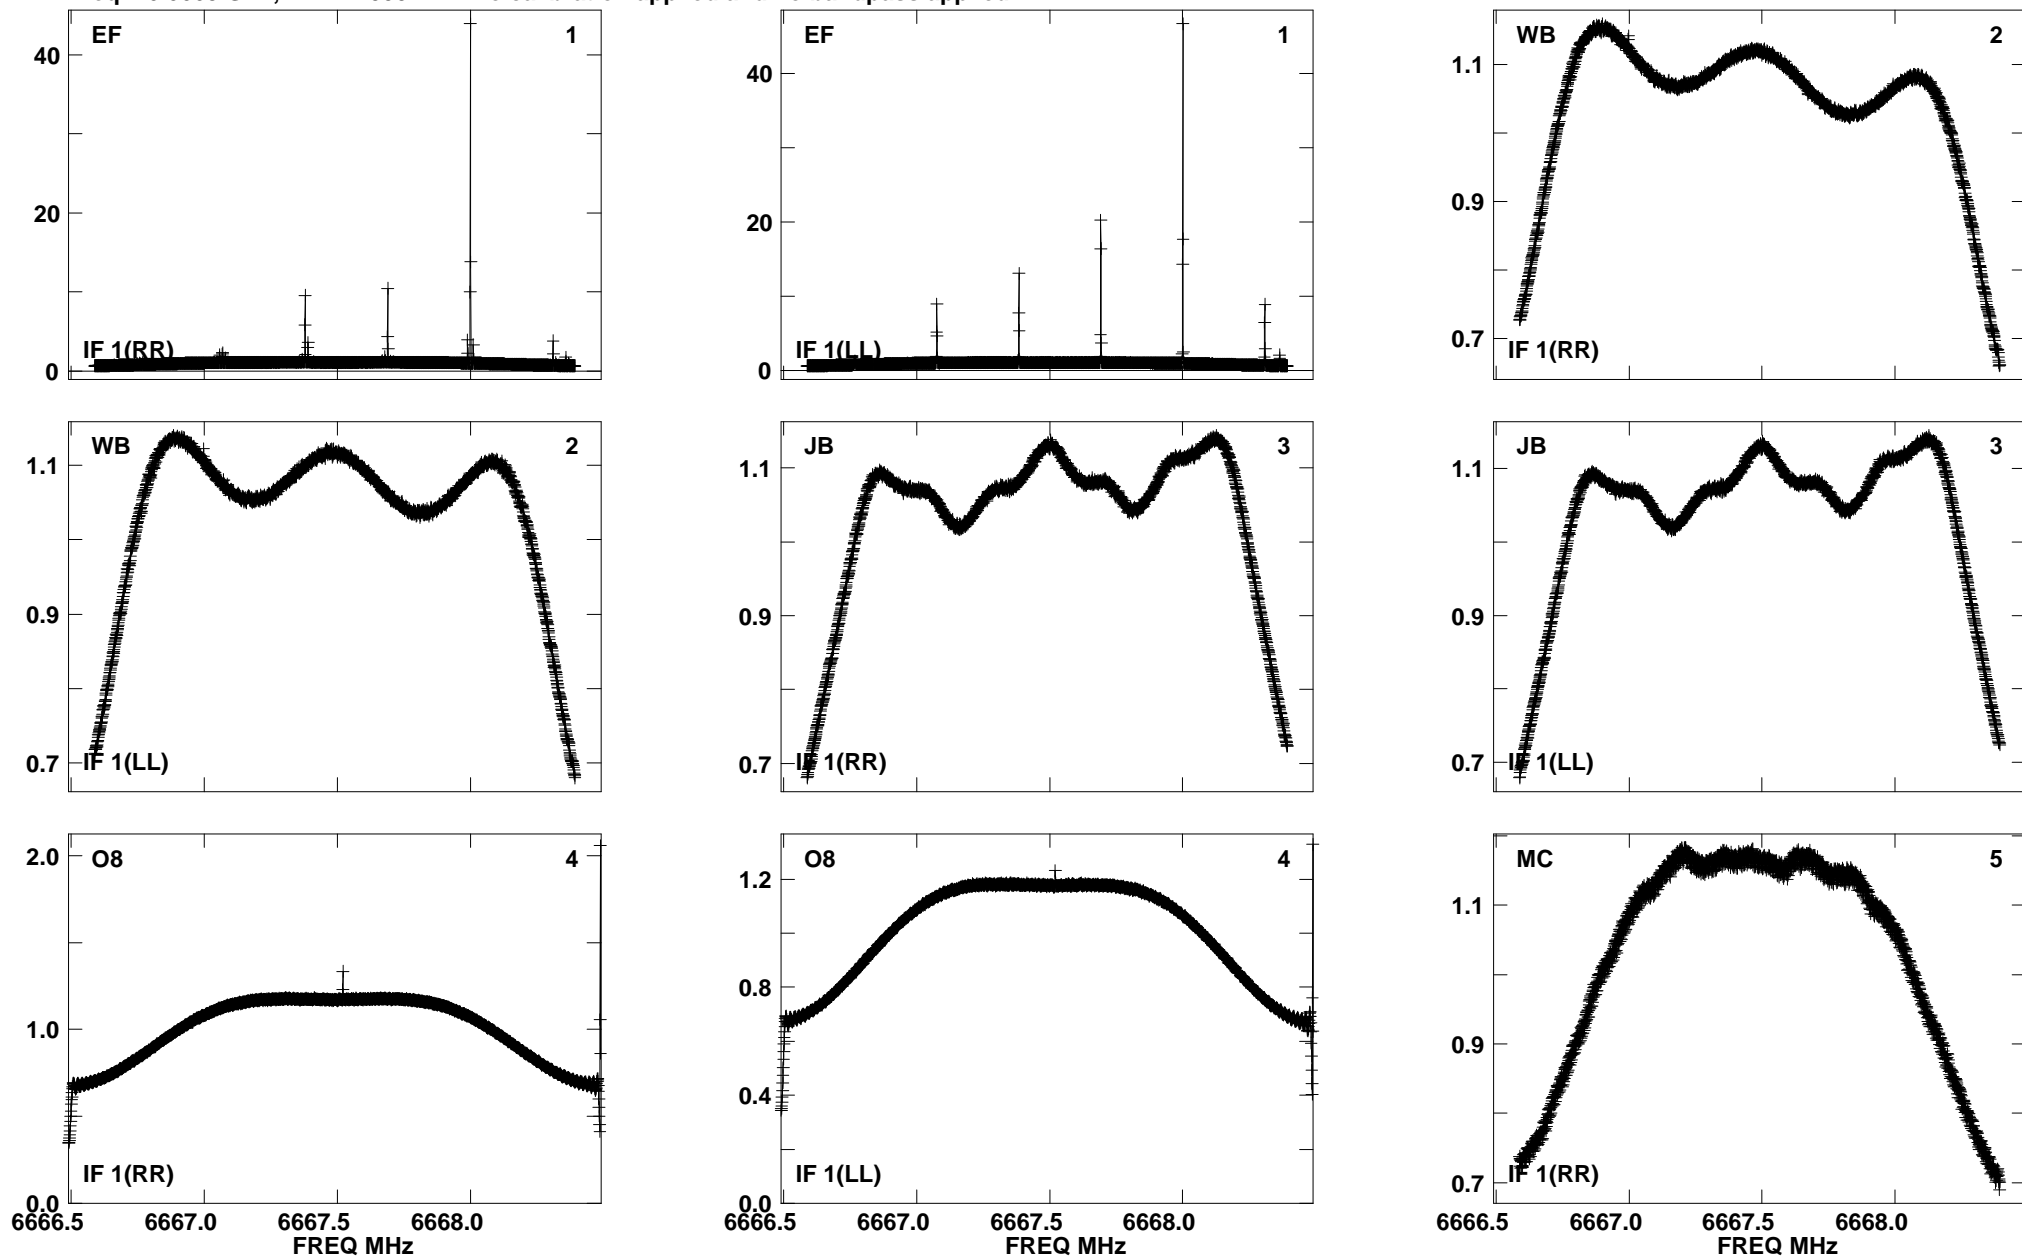 EF 1 EF 1 WB 2
40 40 1.1
20 20 0.9
0.7
IF 1(RR) IF 1(LL) IF 1(RR)
0 0
WB 2 JB 3 JB 3
1.1 1.1 1.1
0.9 0.9 0.9
0.7 0.7 0.7
IF 1(LL) IF 1(RR) IF 1(LL)
O8 4 O8 4 MC 5
2.0 1.2 1.1
1.0 0.8 0.9
0.4
IF 1(RR) IF 1(LL) IF 1(RR)
0.0 0.0 0.7
6666.5 6667.0 6667.5 6668.0 6666.5 6667.0 6667.5 6668.0 6666.5 6667.0 6667.5 6668.0
FREQ MHz FREQ MHz FREQ MHz